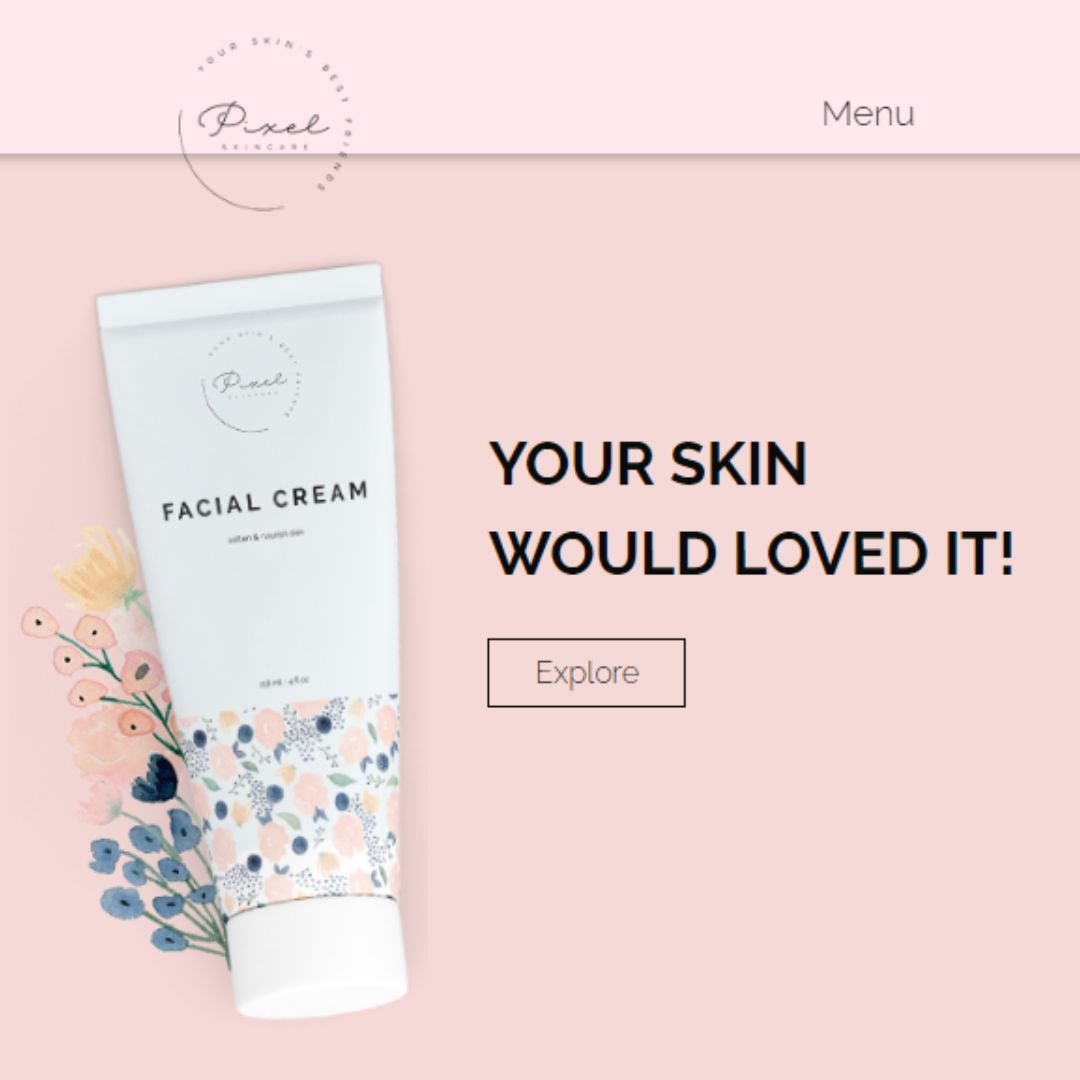 YOUR SKIN'S BEST FRIENDS
Pixel
SKINCARE
Menu
YOUR SKIN'S BEST FRIENDS
Pixel
SKINCARE
FACIAL CREAM
soften & nourish skin
YOUR SKIN
WOULD LOVED IT!
Explore